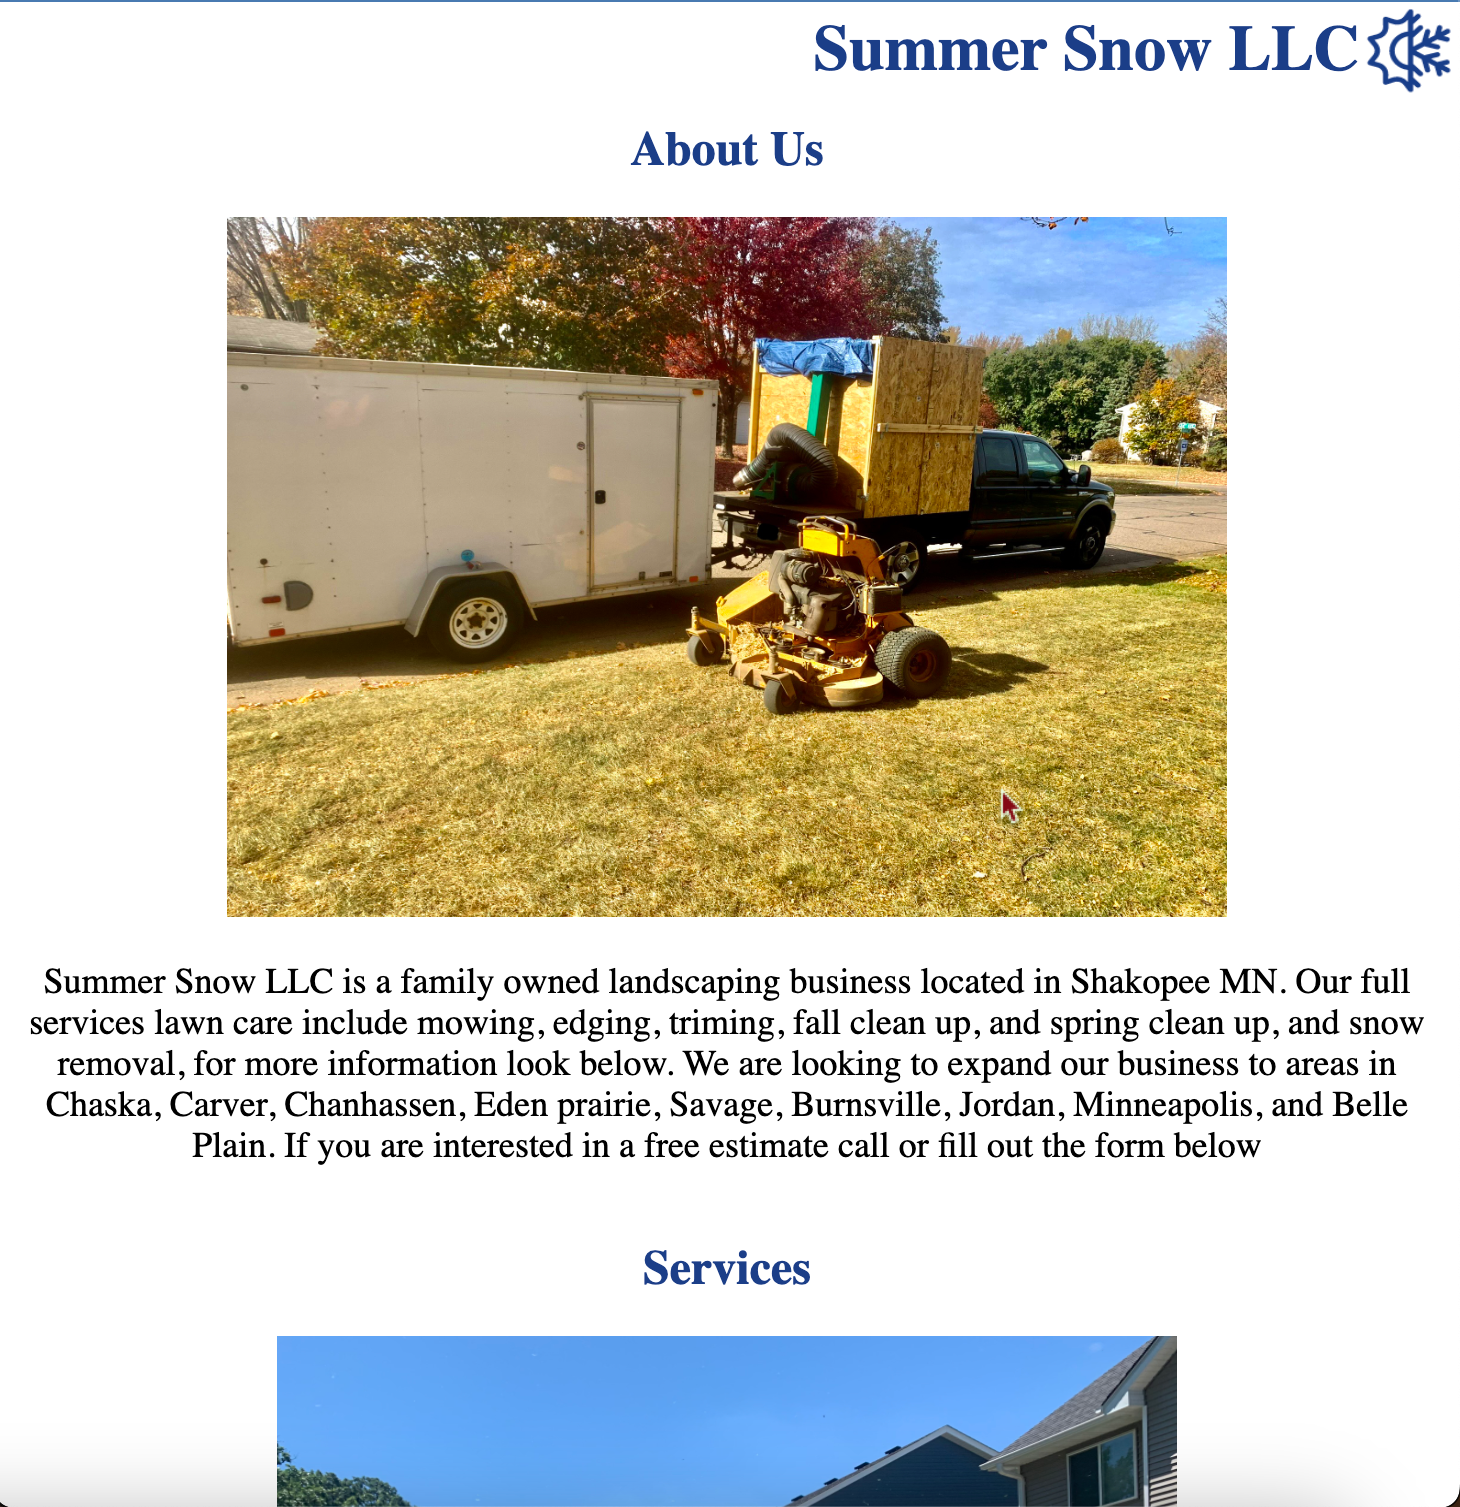 Summer Snow LLC
About Us
Summer Snow LLC is a family owned landscaping business located in Shakopee MN. Our full
services lawn care include mowing, edging, triming, fall clean up, and spring clean up, and snow
removal, for more information look below. We are looking to expand our business to areas in
Chaska, Carver, Chanhassen, Eden prairie, Savage, Burnsville, Jordan, Minneapolis, and Belle
Plain. If you are interested in a free estimate call or fill out the form below
Services